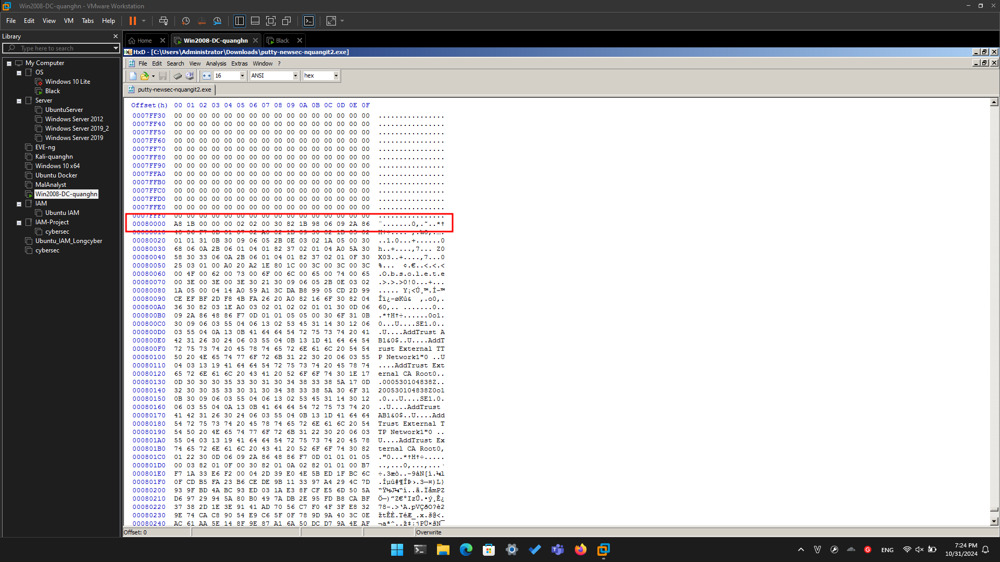 Win2008-DC-quanghn - VMware Workstation
File Edit View VM Tabs Help
Library
Type here to search
My Computer
OS
Windows 10 Lite
Black
Server
UbuntuServer
Windows Server 2012
Windows Server 2019_2
Windows Server 2019
EVE-ng
Kali-quanghn
Windows 10 x64
Ubuntu Docker
MalAnalyst
Win2008-DC-quanghn
IAM
Ubuntu IAM
IAM-Project
cybersec
Ubuntu_IAM_Longcyber
cybersec
Home Win2008-DC-quanghn Black
HxD - [C:\Users\Administrator\Downloads\putty-newsec-nquangit2.exe]
File Edit Search View Analysis Extras Window ?
16 ANSI hex
putty-newsec-nquangit2.exe
Offset(h) 00 01 02 03 04 05 06 07 08 09 0A 0B 0C 0D 0E 0F
0007FF30 00 00 00 00 00 00 00 00 00 00 00 00 00 00 00 00 ................
0007FF40 00 00 00 00 00 00 00 00 00 00 00 00 00 00 00 00 ................
0007FF50 00 00 00 00 00 00 00 00 00 00 00 00 00 00 00 00 ................
0007FF60 00 00 00 00 00 00 00 00 00 00 00 00 00 00 00 00 ................
0007FF70 00 00 00 00 00 00 00 00 00 00 00 00 00 00 00 00 ................
0007FF80 00 00 00 00 00 00 00 00 00 00 00 00 00 00 00 00 ................
0007FF90 00 00 00 00 00 00 00 00 00 00 00 00 00 00 00 00 ................
0007FFA0 00 00 00 00 00 00 00 00 00 00 00 00 00 00 00 00 ................
0007FFB0 00 00 00 00 00 00 00 00 00 00 00 00 00 00 00 00 ................
0007FFC0 00 00 00 00 00 00 00 00 00 00 00 00 00 00 00 00 ................
0007FFD0 00 00 00 00 00 00 00 00 00 00 00 00 00 00 00 00 ................
0007FFE0 00 00 00 00 00 00 00 00 00 00 00 00 00 00 00 00 ................
0007FFF0 00 00 00 00 00 00 00 00 00 00 00 00 00 00 00 00 ................
00080000 A8 1B 00 00 00 02 02 00 30 82 1B 98 06 09 2A 86 ¨.......0‚.˜..*†
00080010 48 86 F7 0D 01 07 02 A0 82 1B 89 30 82 1B 85 02 H†÷.... ‚.‰0‚.….
00080020 01 01 31 0B 30 09 06 05 2B 0E 03 02 1A 05 00 30 ..1.0...+......0
00080030 68 06 0A 2B 06 01 04 01 82 37 02 01 04 A0 5A 30 h..+....‚7... Z0
00080040 58 30 33 06 0A 2B 06 01 04 01 82 37 02 01 0F 30 X03..+....‚7...0
00080050 25 03 01 00 A0 20 A2 1E 80 1C 00 3C 00 3C 00 3C %...  ¢.€..<.<.<
00080060 00 4F 00 62 00 73 00 6F 00 6C 00 65 00 74 00 65 .O.b.s.o.l.e.t.e
00080070 00 3E 00 3E 00 3E 30 21 30 09 06 05 2B 0E 03 02 .>.>.>0!0...+...
00080080 1A 05 00 04 14 A0 59 A1 3C DA B8 99 05 CD 2D 99 ..... Y¡<Ú¸™.Í-™
00080090 CE EF BF 2D F8 4B FA 26 20 A0 82 16 6F 30 82 04 Îï¿-øKú&  ‚.o0‚.
000800A0 36 30 82 03 1E A0 03 02 01 02 02 01 01 30 0D 06 60‚.. .......0..
000800B0 09 2A 86 48 86 F7 0D 01 01 05 05 00 30 6F 31 0B .*†H†÷......0o1.
000800C0 30 09 06 03 55 04 06 13 02 53 45 31 14 30 12 06 0...U....SE1.0..
000800D0 03 55 04 0A 13 0B 41 64 64 54 72 75 73 74 20 41 .U....AddTrust A
000800E0 42 31 26 30 24 06 03 55 04 0B 13 1D 41 64 64 54 B1&0$..U....AddT
000800F0 72 75 73 74 20 45 78 74 65 72 6E 61 6C 20 54 54 rust External TT
00080100 50 20 4E 65 74 77 6F 72 6B 31 22 30 20 06 03 55 P Network1"0 ..U
00080110 04 03 13 19 41 64 64 54 72 75 73 74 20 45 78 74 ....AddTrust Ext
00080120 65 72 6E 61 6C 20 43 41 20 52 6F 6F 74 30 1E 17 ernal CA Root0..
00080130 0D 30 30 30 35 33 30 31 30 34 38 33 38 5A 17 0D .000530104838Z..
00080140 32 30 30 35 33 30 31 30 34 38 33 38 5A 30 6F 31 200530104838Z0o1
00080150 0B 30 09 06 03 55 04 06 13 02 53 45 31 14 30 12 .0...U....SE1.0.
00080160 06 03 55 04 0A 13 0B 41 64 64 54 72 75 73 74 20 ..U....AddTrust
00080170 41 42 31 26 30 24 06 03 55 04 0B 13 1D 41 64 64 AB1&0$..U....Add
00080180 54 72 75 73 74 20 45 78 74 65 72 6E 61 6C 20 54 Trust External T
00080190 54 50 20 4E 65 74 77 6F 72 6B 31 22 30 20 06 03 TP Network1"0 ..
000801A0 55 04 03 13 19 41 64 64 54 72 75 73 74 20 45 78 U....AddTrust Ex
000801B0 74 65 72 6E 61 6C 20 43 41 20 52 6F 6F 74 30 82 ternal CA Root0‚
000801C0 01 22 30 0D 06 09 2A 86 48 86 F7 0D 01 01 01 05 ."0...*†H†÷.....
000801D0 00 03 82 01 0F 00 30 82 01 0A 02 82 01 01 00 B7 ..‚...0‚...‚...·
000801E0 F7 1A 33 E6 F2 00 04 2D 39 E0 4E 5B ED 1F BC 6C ÷.3æò..-9àN[í.¼l
000801F0 0F CD B5 FA 23 B6 CE DE 9B 11 33 97 A4 29 4C 7D .Íµú#¶ÎÞ›.3—¤)L}
00080200 93 9F BD 4A BC 93 ED 03 1A E3 8F CF E5 6D 50 5A “Ÿ½J¼“í..ã.ÏåmPZ
00080210 D6 97 29 94 5A 80 B0 49 7A DB 2E 95 FD B8 CA BF Ö—)”Z€°IzÛ.•ý¸Ê¿
00080220 37 38 2D 1E 3E 91 41 AD 70 56 C7 F0 4F 3F E8 32 78-.>‘A.pVÇðO?è2
00080230 9E 74 CA C8 90 54 E9 C6 5F 0F 78 9D 9A 40 3C 0E žtÊÈ.TéÆ_.x.š@<.
00080240 AC 61 AA 5E 14 8F 9E 87 A1 6A 50 DC D7 9A 4E AF ¬aª^..ž‡¡jPÜ×šN¯
Offset: 0 Overwrite
ENG
7:24 PM
10/31/2024